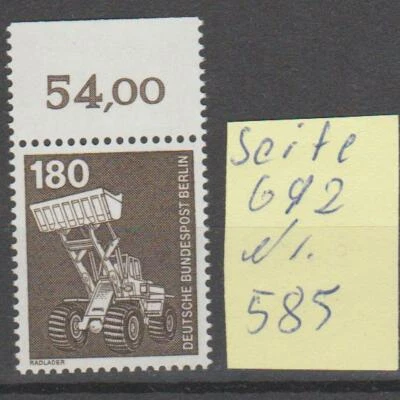 54,00
180
DEUTSCHE BUNDESPOST BERLIN
RADLADER
Seite
692
Nr.
585